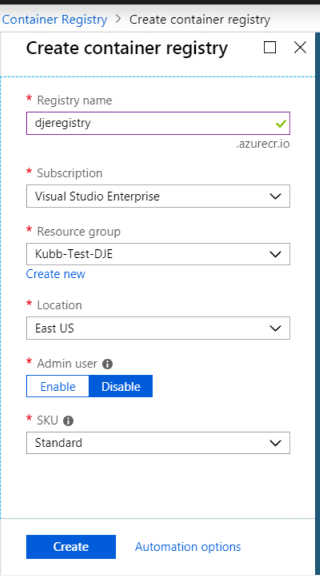 Container Registry > Create container registry
Create container registry
* Registry name
djeregistry
.azurecr.io
* Subscription
Visual Studio Enterprise
* Resource group
Kubb-Test-DJE
Create new
* Location
East US
* Admin user
Enable Disable
* SKU
Standard
Create Automation options